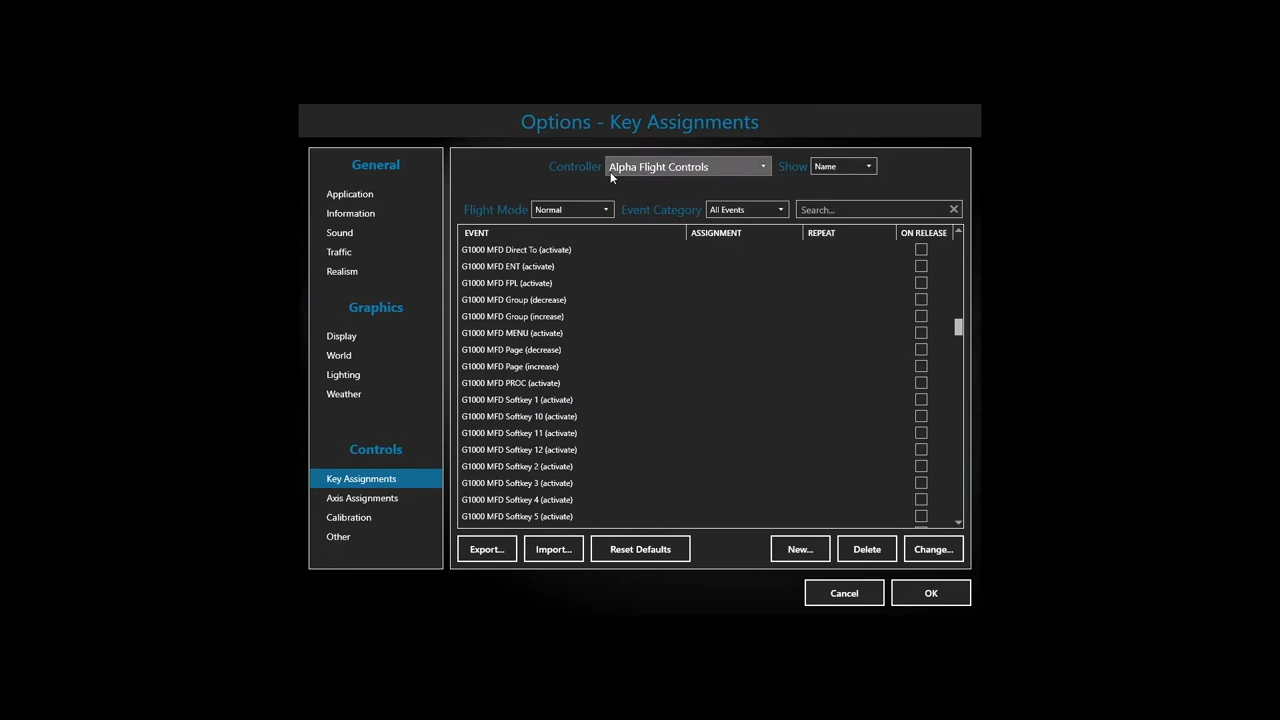 Options - Key Assignments
General
Application
Information
Sound
Traffic
Realism
Graphics
Display
World
Lighting
Weather
Controls
Key Assignments
Axis Assignments
Calibration
Other
Controller Alpha Flight Controls Show Name
Flight Mode Normal Event Category All Events Search...
EVENT ASSIGNMENT REPEAT ON RELEASE
G1000 MFD Direct To (activate)
G1000 MFD ENT (activate)
G1000 MFD FPL (activate)
G1000 MFD Group (decrease)
G1000 MFD Group (increase)
G1000 MFD MENU (activate)
G1000 MFD Page (decrease)
G1000 MFD Page (increase)
G1000 MFD PROC (activate)
G1000 MFD Softkey 1 (activate)
G1000 MFD Softkey 10 (activate)
G1000 MFD Softkey 11 (activate)
G1000 MFD Softkey 12 (activate)
G1000 MFD Softkey 2 (activate)
G1000 MFD Softkey 3 (activate)
G1000 MFD Softkey 4 (activate)
G1000 MFD Softkey 5 (activate)
Export... Import... Reset Defaults New... Delete Change...
Cancel OK